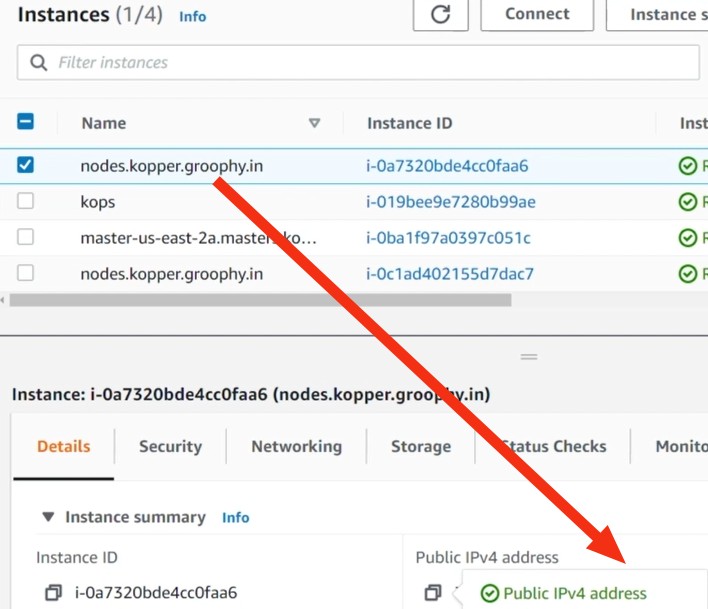 Instances (1/4) Info
Connect
Instance s
Filter instances
Name
Instance ID
Inst
nodes.kopper.groophy.in i-0a7320bde4cc0faa6 R
kops i-019bee9e7280b99ae R
master-us-east-2a.masters.ko... i-0ba1f97a0397c051c R
nodes.kopper.groophy.in i-0c1ad402155d7dac7 R
Instance: i-0a7320bde4cc0faa6 (nodes.kopper.groophy.in)
Details Security Networking Storage Status Checks Monito
Instance summary Info
Instance ID
Public IPv4 address
i-0a7320bde4cc0faa6
Public IPv4 address